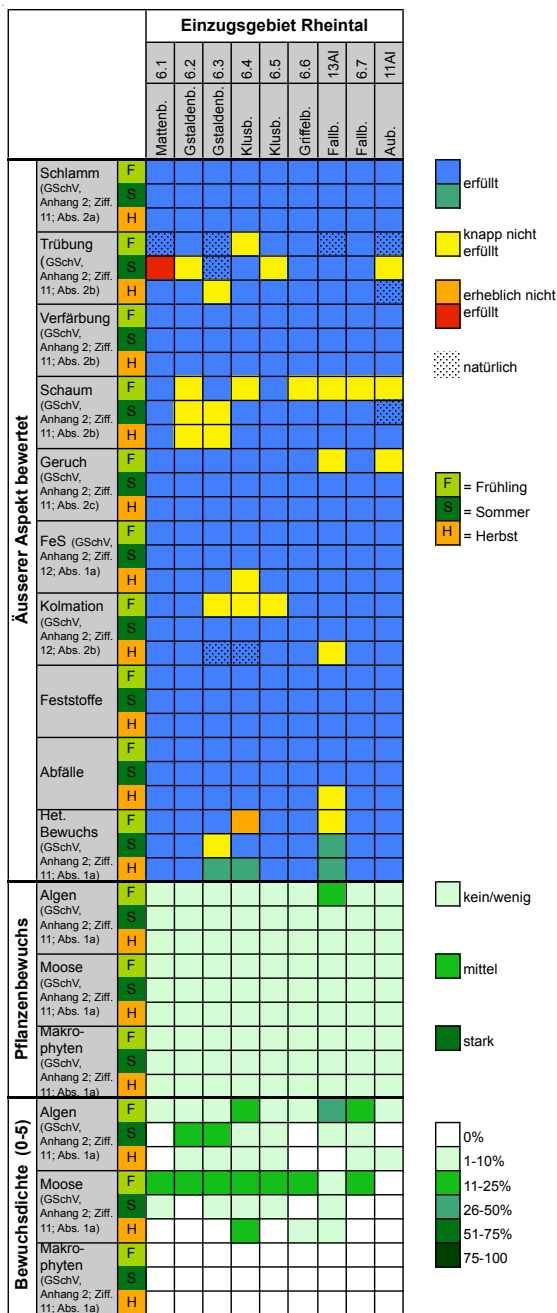 Einzugsgebiet Rheintal
6.1
6.2
6.3
6.4
6.5
6.6
13Al
6.7
11Al
Mattenb.
Gstaldenb.
Gstaldenb.
Klusb.
Klusb.
Griffelb.
Fallb.
Fallb.
Aub.
Äusserer Aspekt bewertet
Schlamm
(GSchV,
Anhang 2; Ziff.
11; Abs. 2a)
F
S
H
Trübung
(GSchV,
Anhang 2; Ziff.
11; Abs. 2b)
F
S
H
Verfärbung
(GSchV,
Anhang 2; Ziff.
11; Abs. 2b)
F
S
H
Schaum
(GSchV,
Anhang 2; Ziff.
11; Abs. 2b)
F
S
H
Geruch
(GSchV,
Anhang 2; Ziff.
11; Abs. 2c)
F
S
H
FeS (GSchV,
Anhang 2; Ziff.
12; Abs. 1a)
F
S
H
Kolmation
(GSchV,
Anhang 2; Ziff.
12; Abs. 2b)
F
S
H
Feststoffe
F
S
H
Abfälle
F
S
H
Het.
Bewuchs
(GSchV,
Anhang 2; Ziff.
11; Abs. 1a)
F
S
H
Pflanzenbewuchs
Algen
(GSchV,
Anhang 2; Ziff.
11; Abs. 1a)
F
S
H
Moose
(GSchV,
Anhang 2; Ziff.
11; Abs. 1a)
F
S
H
Makro-
phyten
(GSchV,
Anhang 2; Ziff.
11; Abs. 1a)
F
S
H
Bewuchsdichte (0-5)
Algen
(GSchV,
Anhang 2; Ziff.
11; Abs. 1a)
F
S
H
Moose
(GSchV,
Anhang 2; Ziff.
11; Abs. 1a)
F
S
H
Makro-
phyten
(GSchV,
Anhang 2; Ziff.
11; Abs. 1a)
F
S
H
erfüllt
knapp nicht
erfüllt
erheblich nicht
erfüllt
natürlich
F = Frühling
S = Sommer
H = Herbst
kein/wenig
mittel
stark
0%
1-10%
11-25%
26-50%
51-75%
75-100